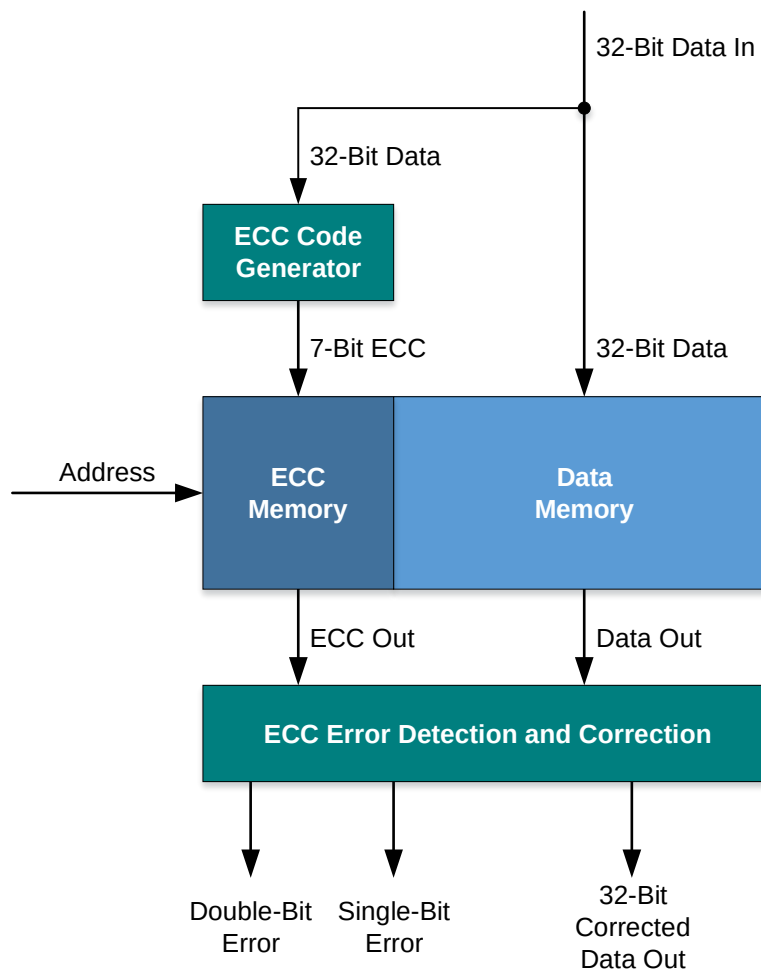 32-Bit Data In
32-Bit Data
ECC Code
Generator
7-Bit ECC
32-Bit Data
Address
ECC
Memory
Data
Memory
ECC Out
Data Out
ECC Error Detection and Correction
Double-Bit
Error
Single-Bit
Error
32-Bit
Corrected
Data Out